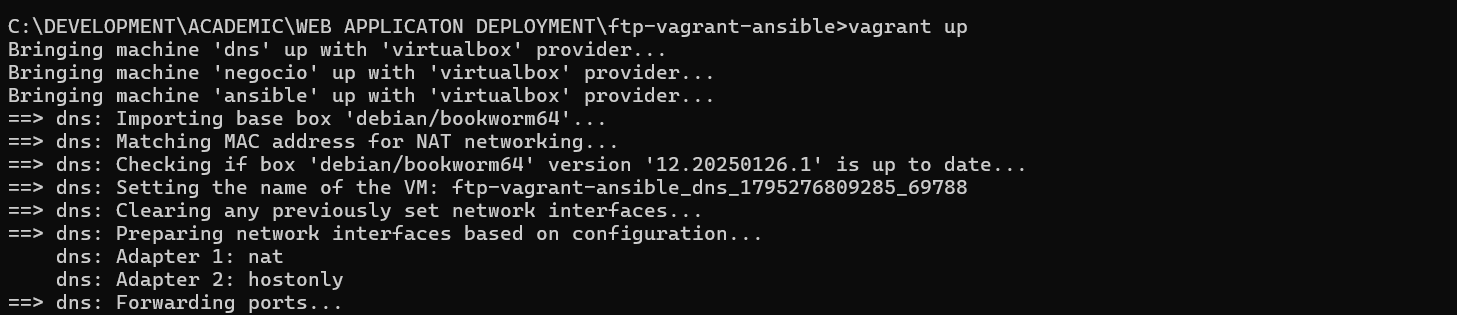 C:\DEVELOPMENT\ACADEMIC\WEB APPLICATON DEPLOYMENT\ftp-vagrant-ansible>vagrant up
Bringing machine 'dns' up with 'virtualbox' provider...
Bringing machine 'negocio' up with 'virtualbox' provider...
Bringing machine 'ansible' up with 'virtualbox' provider...
==> dns: Importing base box 'debian/bookworm64'...
==> dns: Matching MAC address for NAT networking...
==> dns: Checking if box 'debian/bookworm64' version '12.20250126.1' is up to date...
==> dns: Setting the name of the VM: ftp-vagrant-ansible_dns_1795276809285_69788
==> dns: Clearing any previously set network interfaces...
==> dns: Preparing network interfaces based on configuration...
    dns: Adapter 1: nat
    dns: Adapter 2: hostonly
==> dns: Forwarding ports...